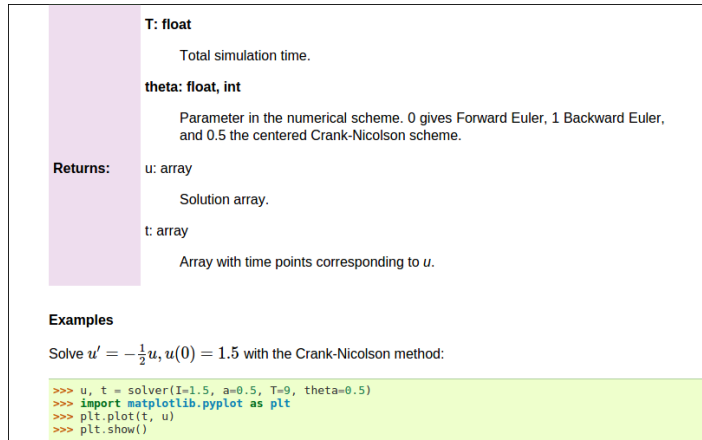 T: float
Total simulation time.
theta: float, int
Parameter in the numerical scheme. 0 gives Forward Euler, 1 Backward Euler,
and 0.5 the centered Crank-Nicolson scheme.
Returns: u: array
Solution array.
t: array
Array with time points corresponding to u.
Examples
Solve u′ = −½u, u(0) = 1.5 with the Crank-Nicolson method:
>>> u, t = solver(I=1.5, a=0.5, T=9, theta=0.5)
>>> import matplotlib.pyplot as plt
>>> plt.plot(t, u)
>>> plt.show()